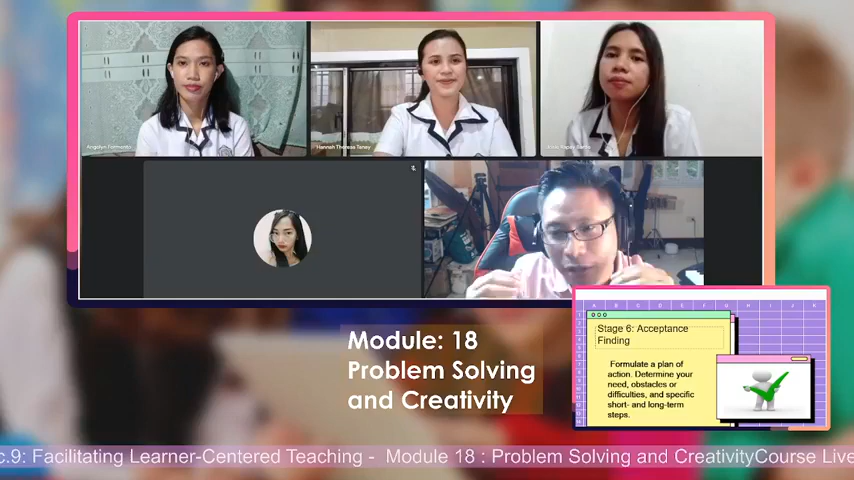 Hannah Therese Teney
Module: 18
Problem Solving
and Creativity
A B C D E F G H I J K
Stage 6: Acceptance
Finding
Formulate a plan of
action. Determine your
need, obstacles or
difficulties, and specific
short- and long-term
steps.
c.9: Facilitating Learner-Centered Teaching - Module 18 : Problem Solving and CreativityCourse Live